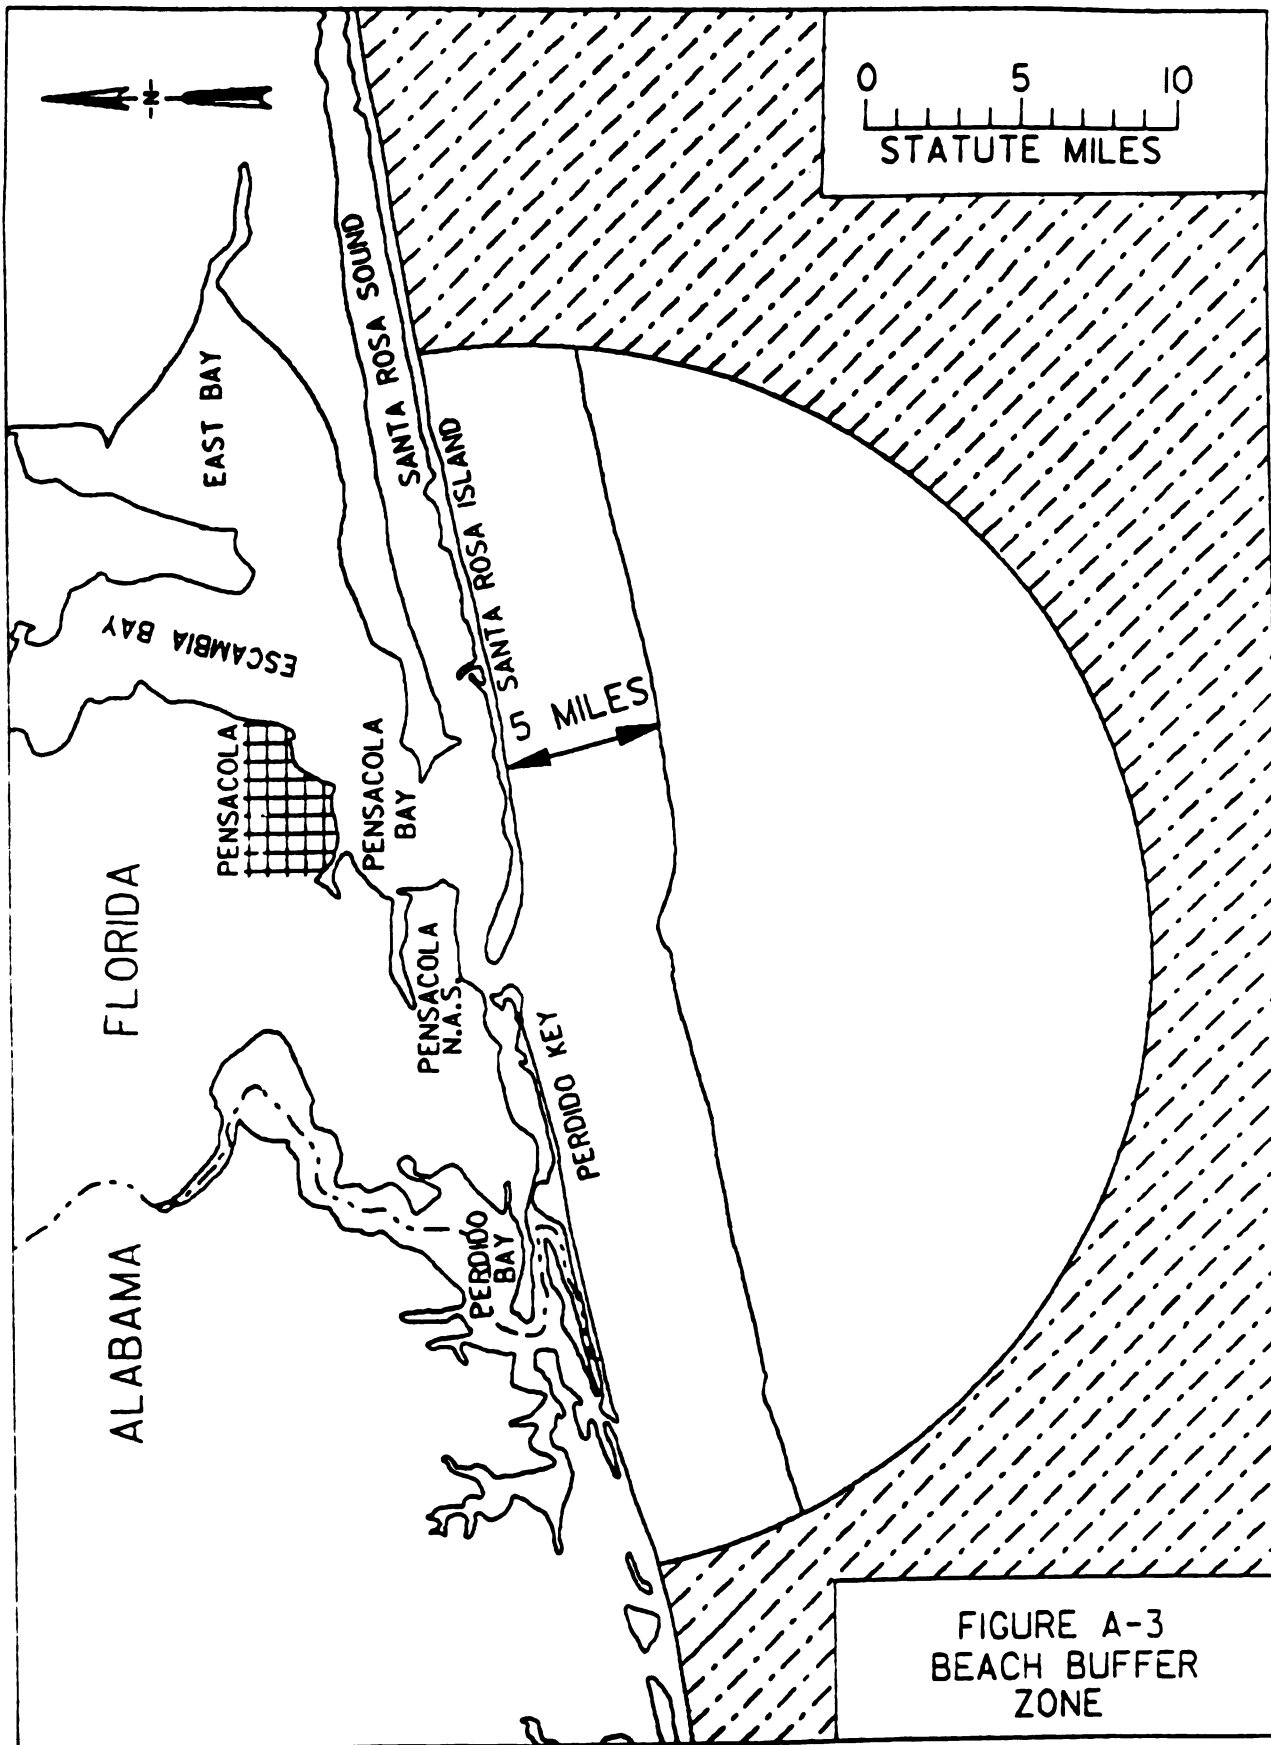 0 5 10
STATUTE MILES
N
SANTA ROSA SOUND
EAST BAY
SANTA ROSA ISLAND
ESCAMBIA BAY
5 MILES
PENSACOLA
PENSACOLA
BAY
FLORIDA
PENSACOLA
N.A.S.
PERDIDO KEY
PERDIDO
BAY
ALABAMA
FIGURE A-3
BEACH BUFFER
ZONE